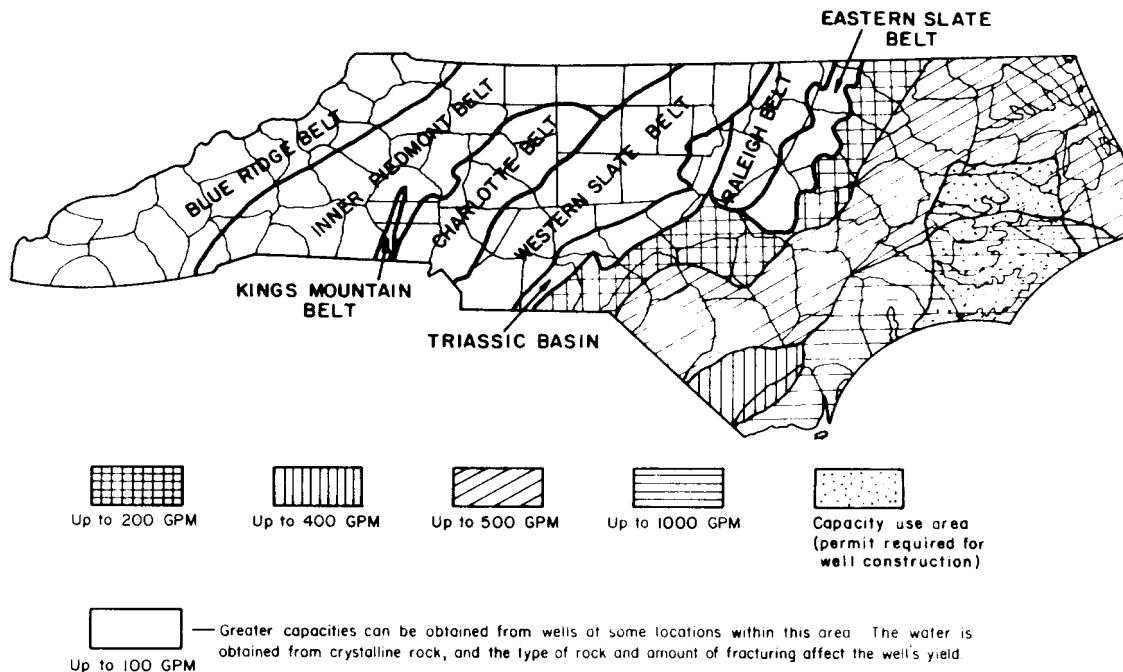 EASTERN SLATE
BELT
BLUE RIDGE BELT
INNER PIEDMONT BELT
CHARLOTTE BELT
WESTERN SLATE BELT
RALEIGH BELT
KINGS MOUNTAIN
BELT
TRIASSIC BASIN
Up to 200 GPM
Up to 400 GPM
Up to 500 GPM
Up to 1000 GPM
Capacity use area
(permit required for
well construction)
Up to 100 GPM
— Greater capacities can be obtained from wells at some locations within this area The water is
obtained from crystalline rock, and the type of rock and amount of fracturing affect the well's yield.